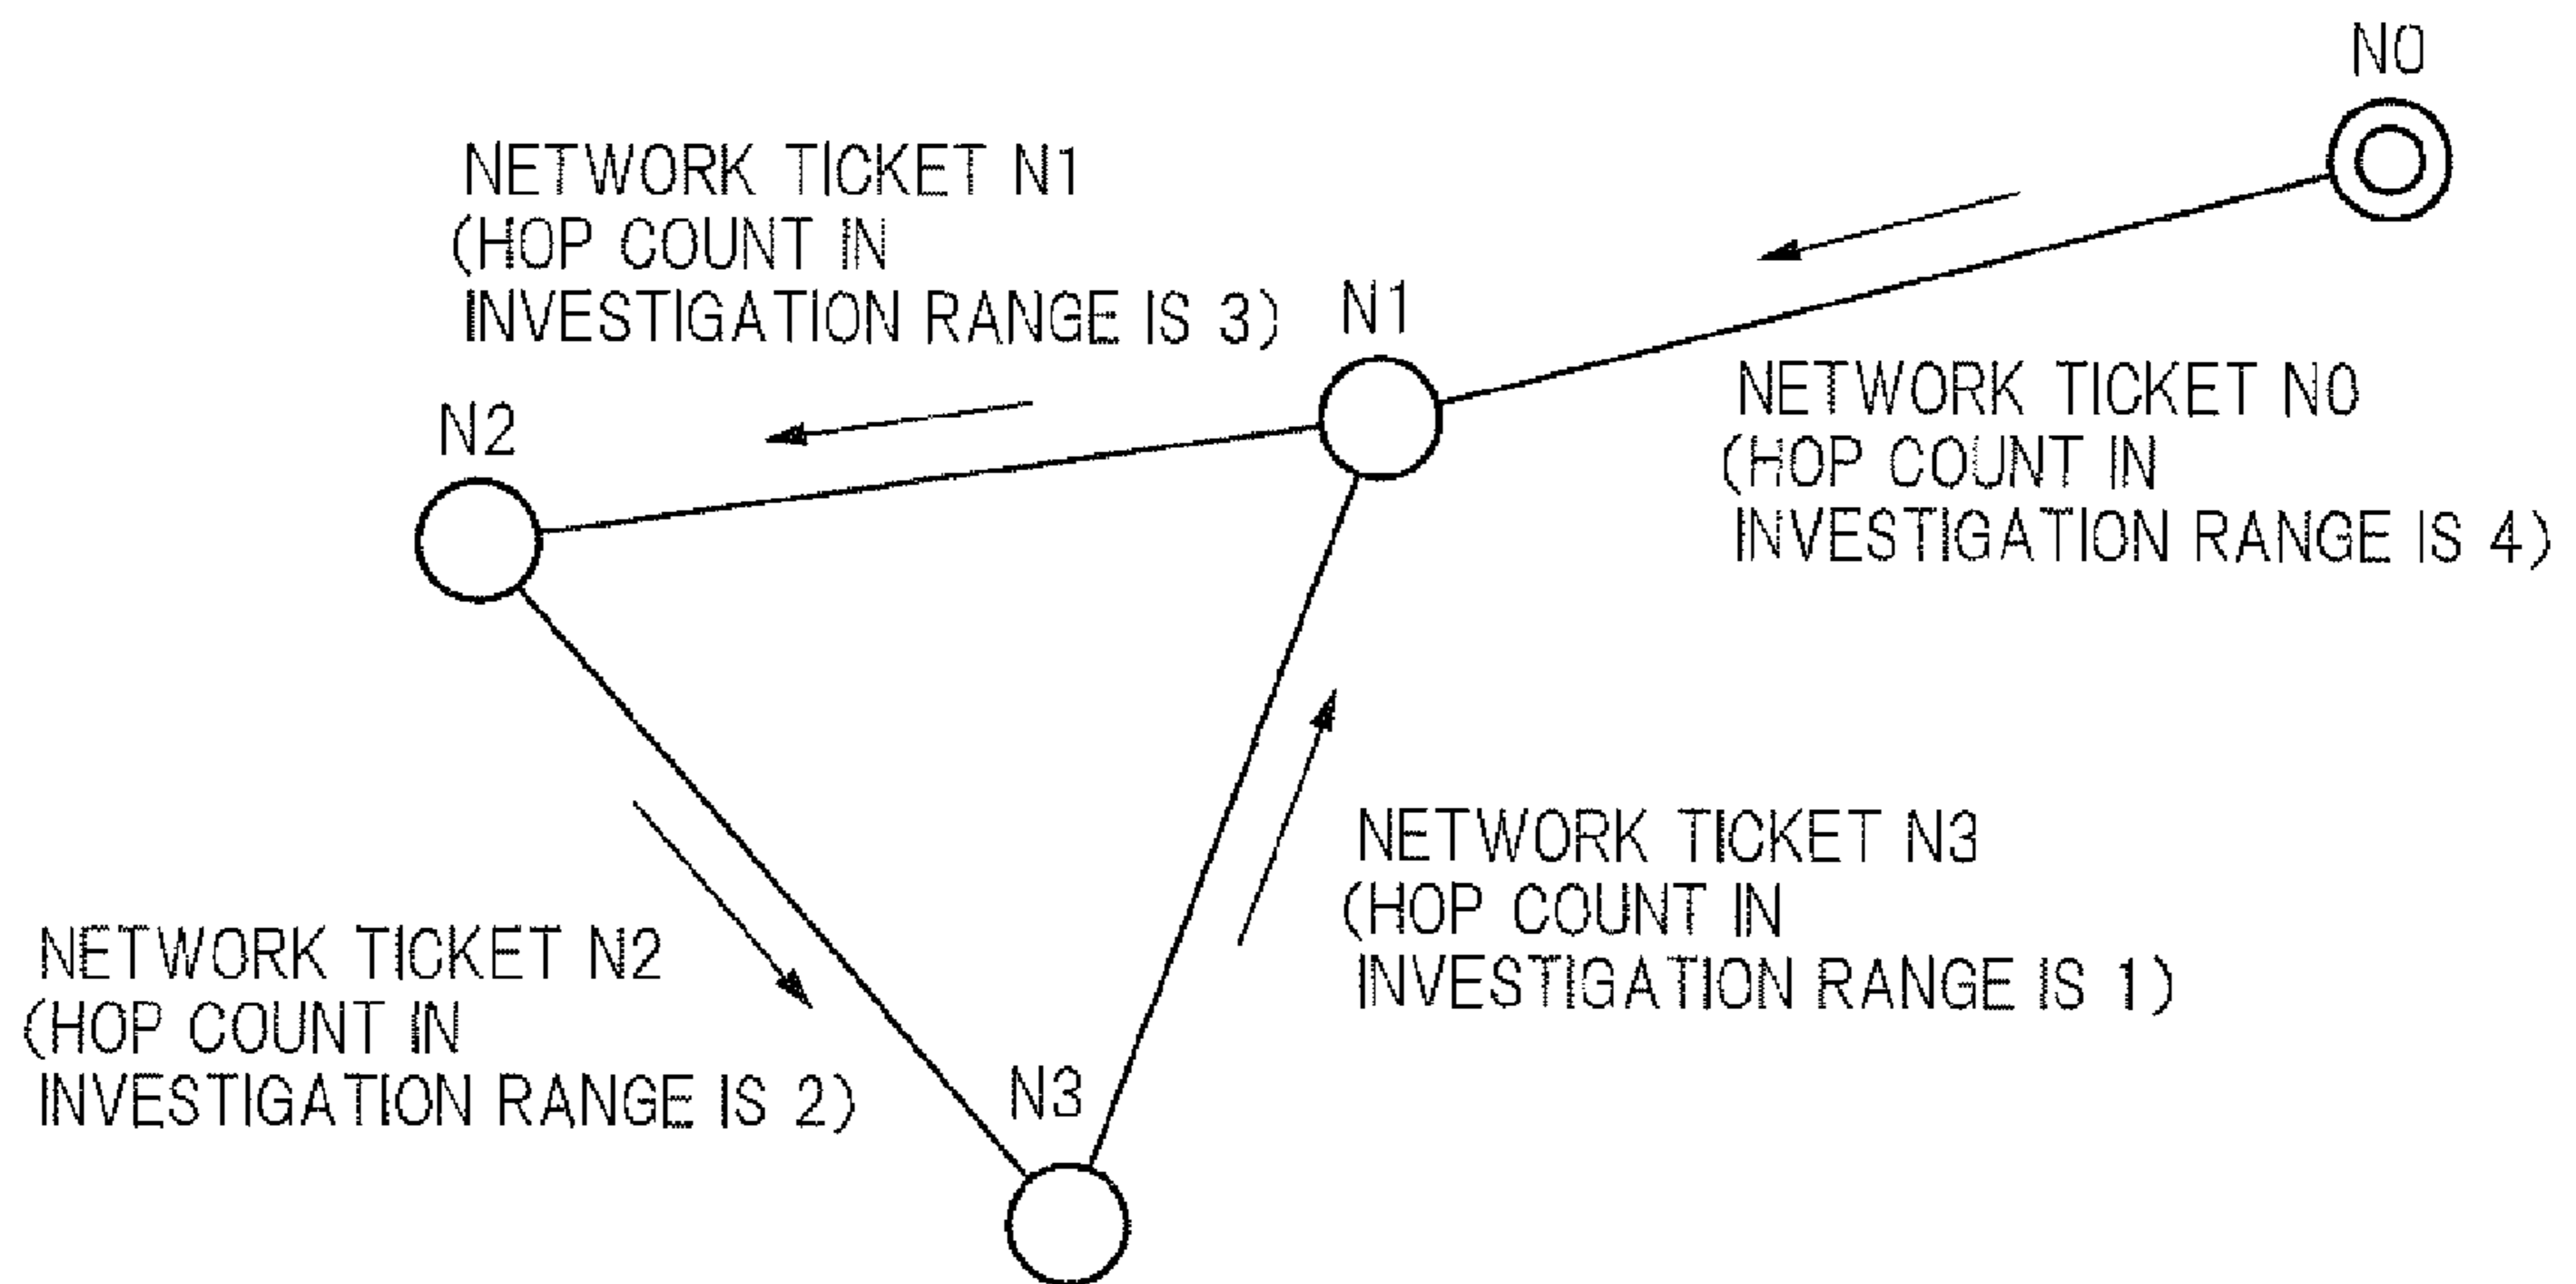 N0
NETWORK TICKET N1
(HOP COUNT IN
INVESTIGATION RANGE IS 3)
N1
NETWORK TICKET N0
(HOP COUNT IN
INVESTIGATION RANGE IS 4)
N2
NETWORK TICKET N3
(HOP COUNT IN
INVESTIGATION RANGE IS 1)
NETWORK TICKET N2
(HOP COUNT IN
INVESTIGATION RANGE IS 2)
N3